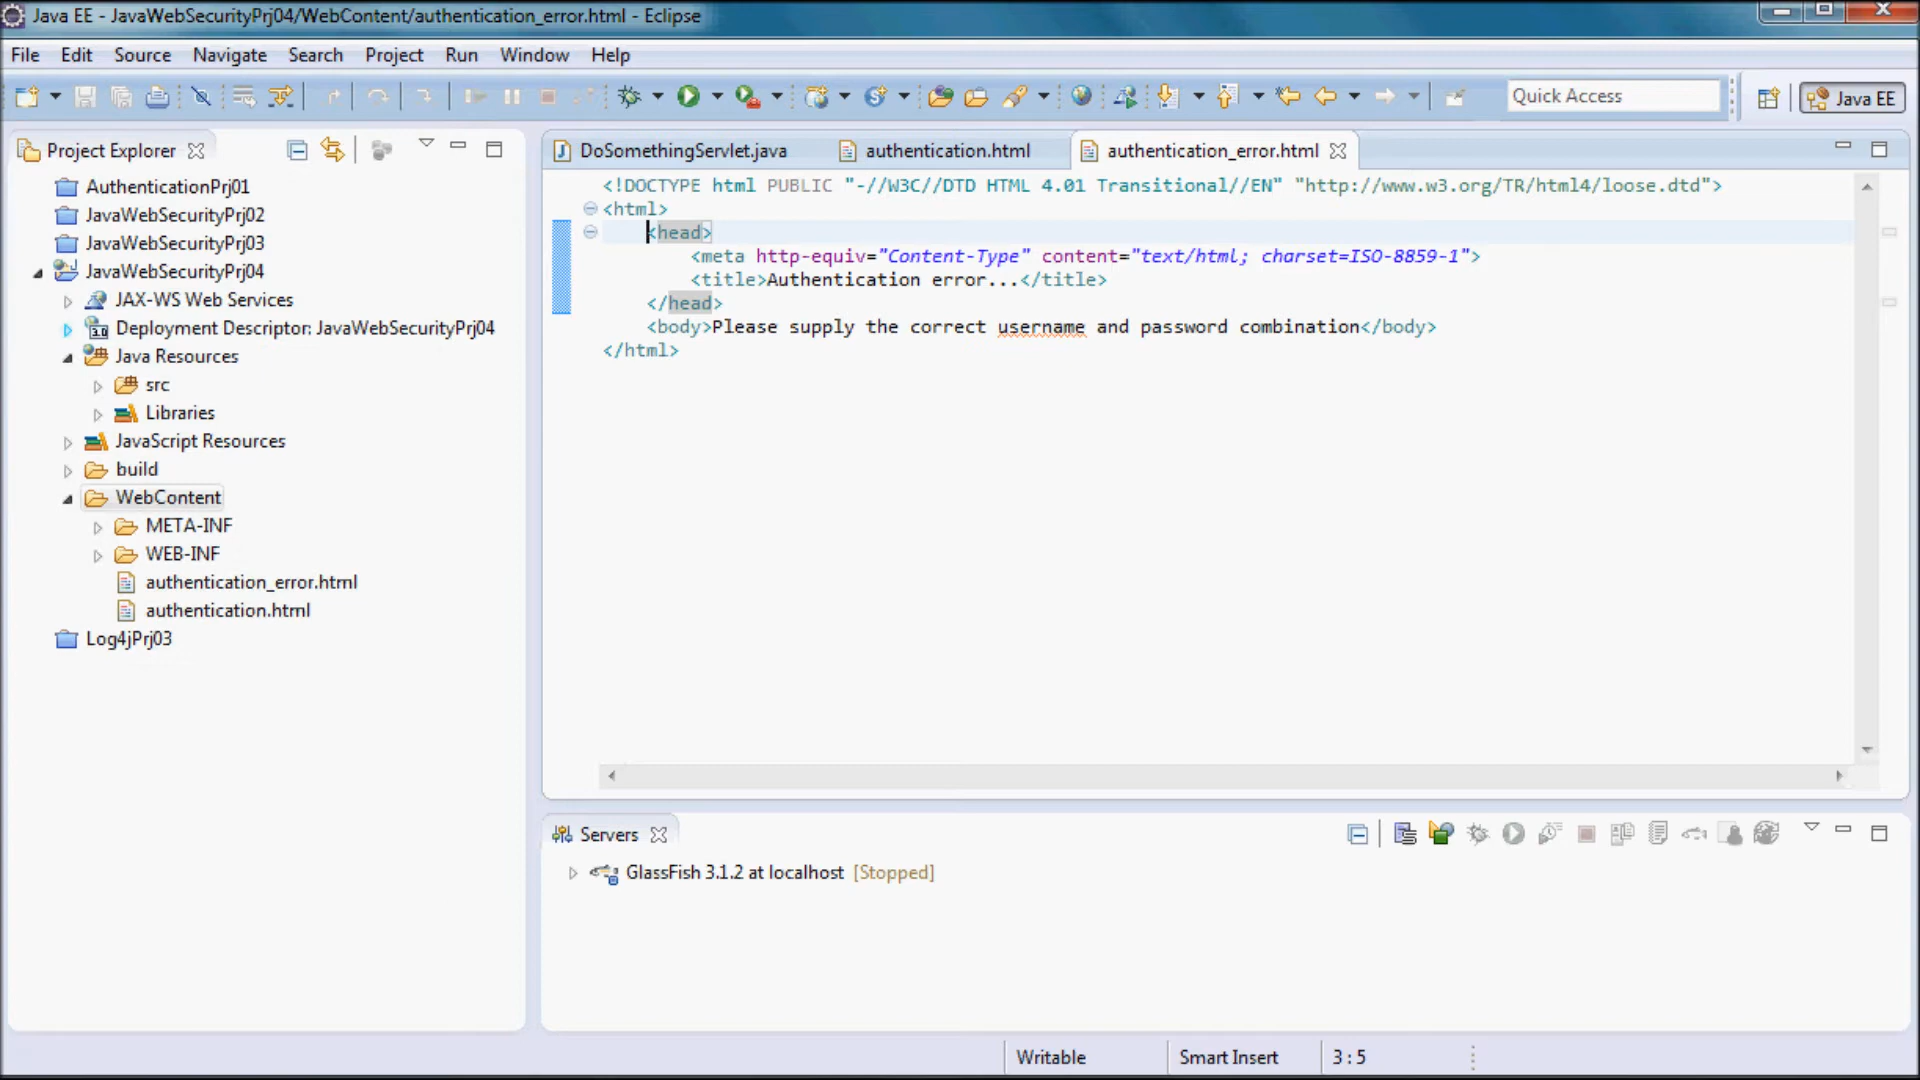 Java EE - JavaWebSecurityPrj04/WebContent/authentication_error.html - Eclipse
File Edit Source Navigate Search Project Run Window Help
Quick Access
Java EE
Project Explorer
AuthenticationPrj01
JavaWebSecurityPrj02
JavaWebSecurityPrj03
JavaWebSecurityPrj04
JAX-WS Web Services
3.0 Deployment Descriptor: JavaWebSecurityPrj04
Java Resources
src
Libraries
JavaScript Resources
build
WebContent
META-INF
WEB-INF
authentication_error.html
authentication.html
Log4jPrj03
DoSomethingServlet.java authentication.html authentication_error.html
<!DOCTYPE html PUBLIC "-//W3C//DTD HTML 4.01 Transitional//EN" "http://www.w3.org/TR/html4/loose.dtd">
<html>
<head>
<meta http-equiv="Content-Type" content="text/html; charset=ISO-8859-1">
<title>Authentication error...</title>
</head>
<body>Please supply the correct username and password combination</body>
</html>
Servers
GlassFish 3.1.2 at localhost [Stopped]
Writable Smart Insert 3 : 5